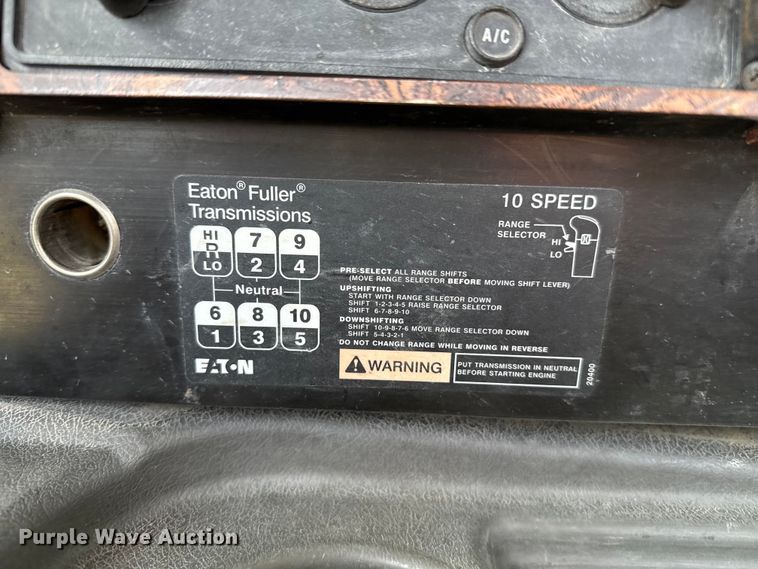 A/C
Eaton® Fuller®
Transmissions
10 SPEED
RANGE
SELECTOR
HI
LO
HI
R
LO
7
2
9
4
Neutral
6
1
8
3
10
5
EATON
PRE-SELECT ALL RANGE SHIFTS
(MOVE RANGE SELECTOR BEFORE MOVING SHIFT LEVER)
UPSHIFTING
START WITH RANGE SELECTOR DOWN
SHIFT 1-2-3-4-5 RAISE RANGE SELECTOR
SHIFT 6-7-8-9-10
DOWNSHIFTING
SHIFT 10-9-8-7-6 MOVE RANGE SELECTOR DOWN
SHIFT 5-4-3-2-1
DO NOT CHANGE RANGE WHILE MOVING IN REVERSE
WARNING
PUT TRANSMISSION IN NEUTRAL
BEFORE STARTING ENGINE
20400
Purple Wave Auction